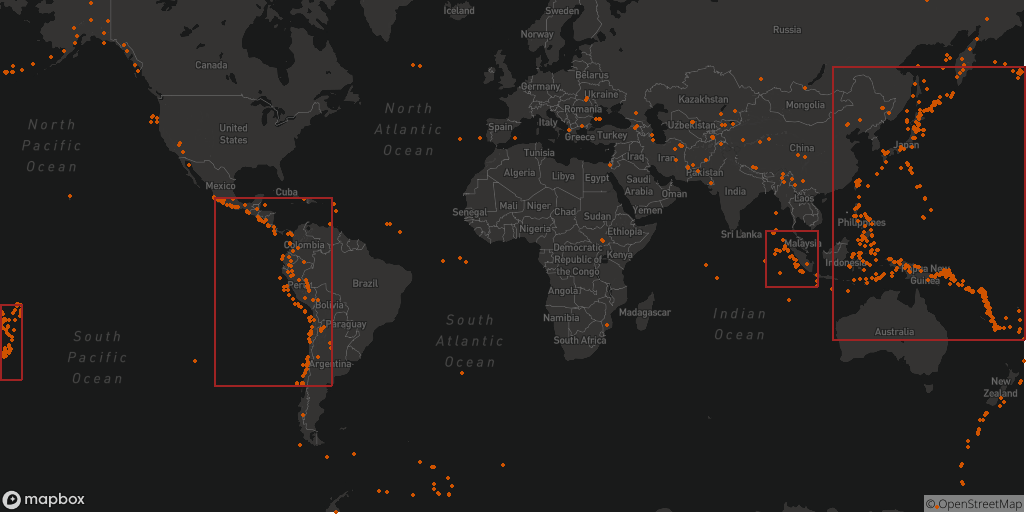 Iceland
Sweden
Norway
Russia
Canada
Belarus
Germany
Ukraine
Kazakhstan
Mongolia
Romania
North
Pacific
Ocean
North
Atlantic
Ocean
United
States
Spain
Italy
Greece
Turkey
Uzbekistan
China
Japan
Tunisia
Iraq
Iran
Pakistan
Algeria
Libya
Egypt
Saudi
Arabia
Oman
India
Laos
Mexico
Cuba
Senegal
Mali
Niger
Chad
Sudan
Yemen
Nigeria
Ethiopia
Sri Lanka
Philippines
Malaysia
Colombia
Democratic
Republic of
the Congo
Kenya
Indonesia
Papua New
Guinea
Peru
Brazil
Bolivia
Angola
Paraguay
Namibia
Madagascar
South
Pacific
Ocean
South
Atlantic
Ocean
Indian
Ocean
South Africa
Australia
Argentina
New
Zealand
mapbox
© OpenStreetMap